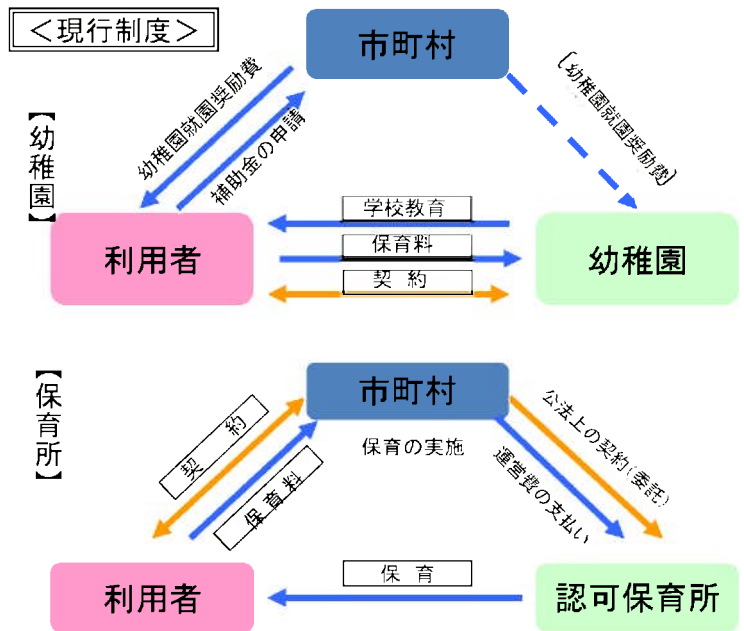 ＜現行制度＞
市町村
【幼稚園】
幼稚園就園奨励費
補助金の申請
〔幼稚園就園奨励費〕
学校教育
保育料
契　約
利用者
幼稚園
【保育所】
市町村
契　約
保育料
保育の実施
公法上の契約(委託)
運営費の支払い
保　育
利用者
認可保育所